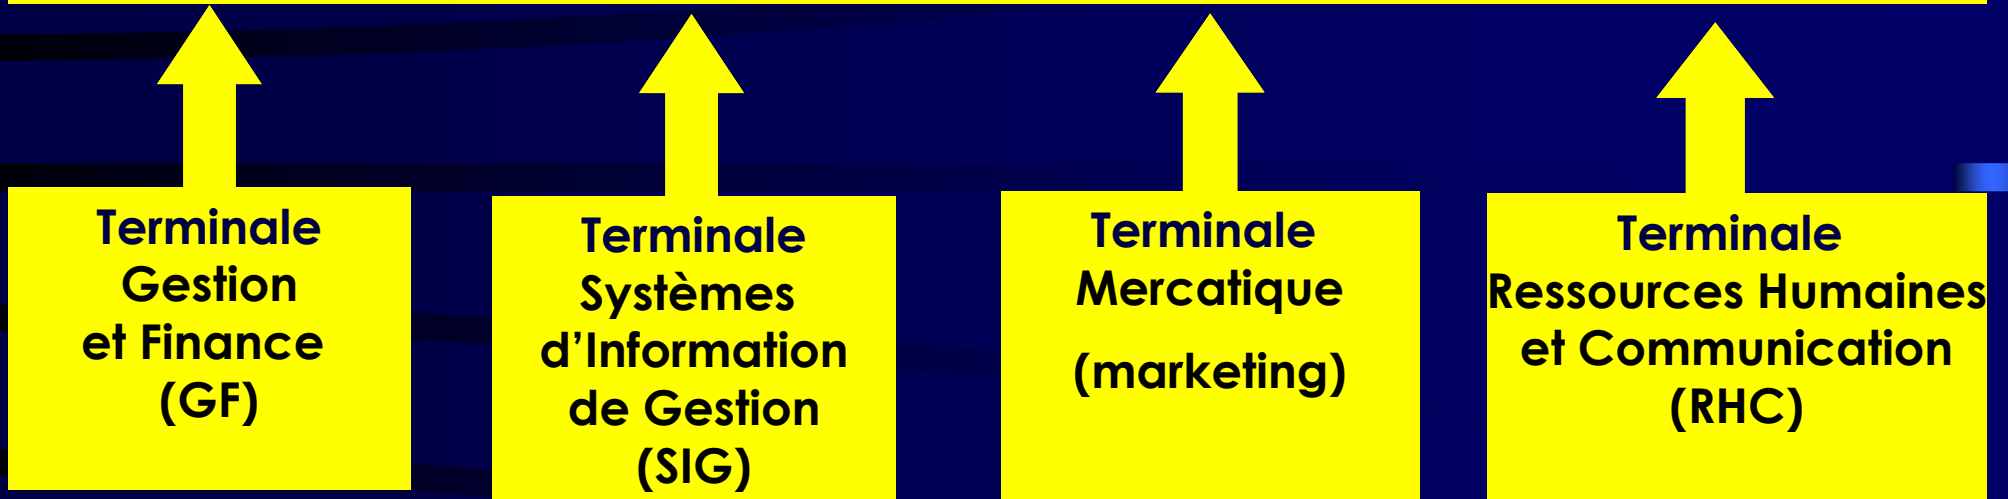 Terminale
Gestion
et Finance
(GF)
Terminale
Systèmes
d’Information
de Gestion
(SIG)
Terminale
Mercatique
(marketing)
Terminale
Ressources Humaines
et Communication
(RHC)